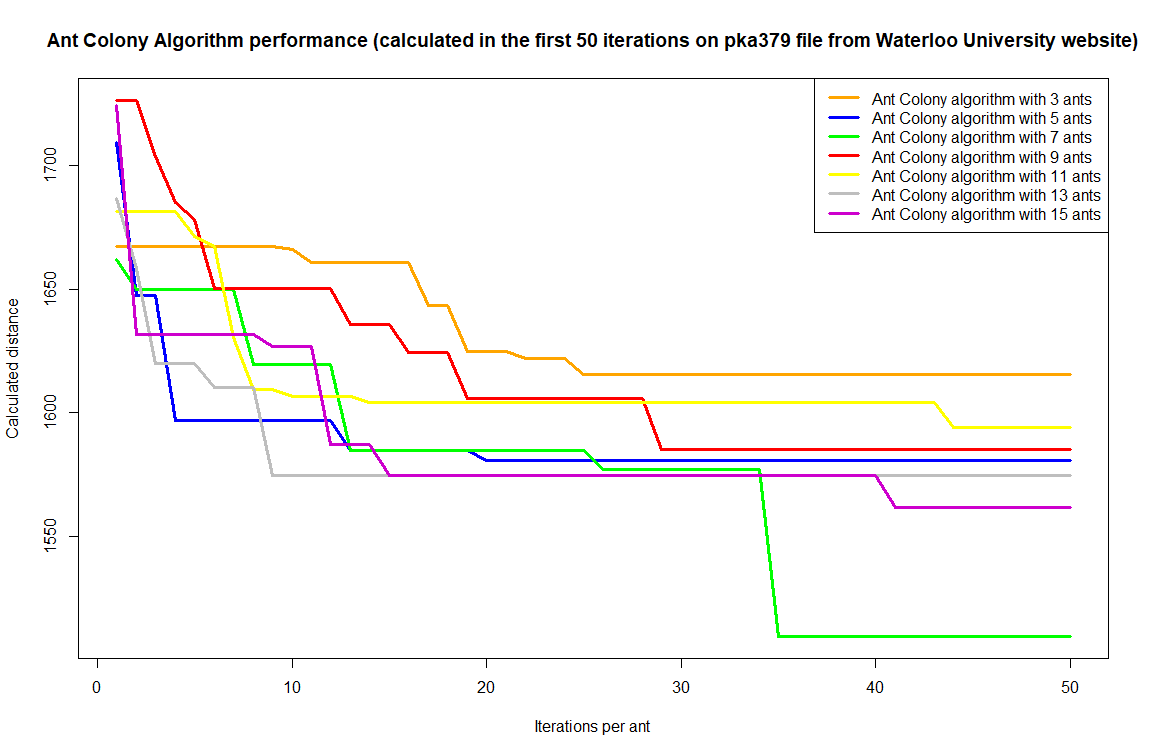 Ant Colony Algorithm performance (calculated in the first 50 iterations on pka379 file from Waterloo University website)
Ant Colony algorithm with 3 ants
Ant Colony algorithm with 5 ants
Ant Colony algorithm with 7 ants
Ant Colony algorithm with 9 ants
Ant Colony algorithm with 11 ants
Ant Colony algorithm with 13 ants
Ant Colony algorithm with 15 ants
Calculated distance
1700
1650
1600
1550
0 10 20 30 40 50
Iterations per ant